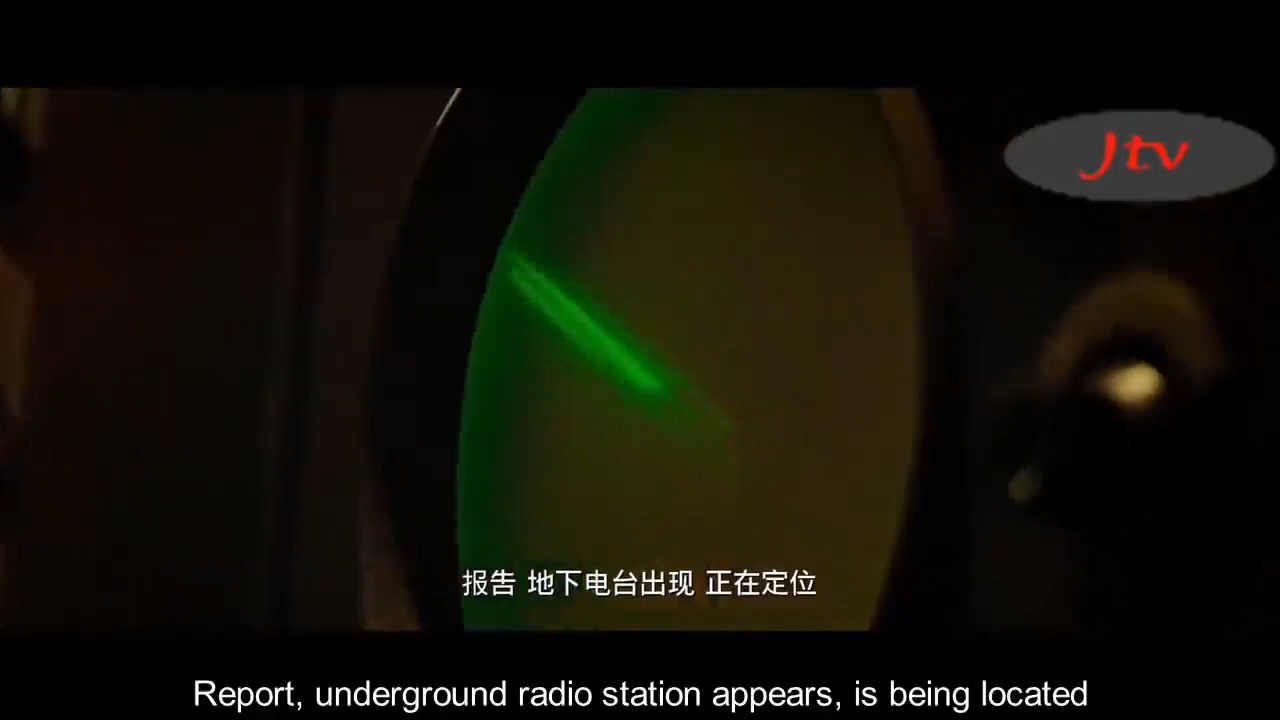 Jtv
报告 地下电台出现 正在定位
Report, underground radio station appears, is being located